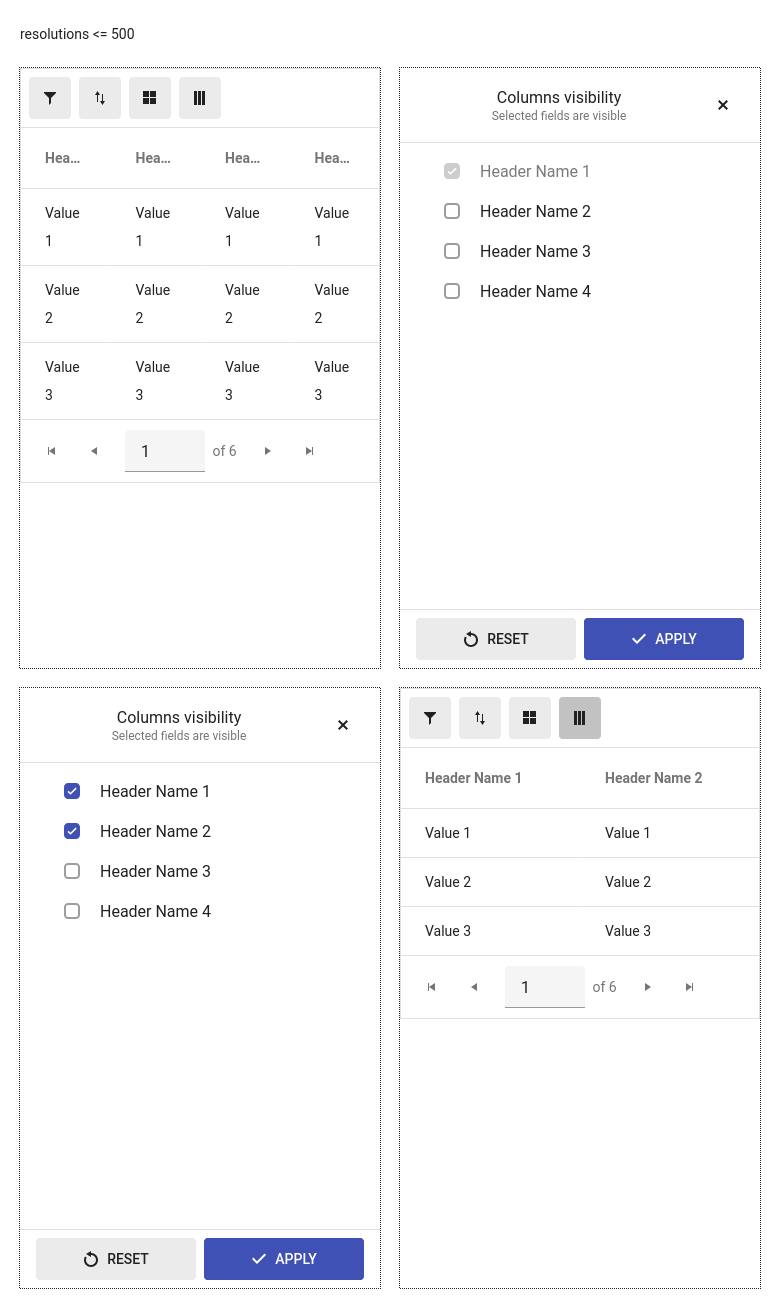 resolutions <= 500
Hea... Hea... Hea... Hea...
Value 1 Value 1 Value 1 Value 1
Value 2 Value 2 Value 2 Value 2
Value 3 Value 3 Value 3 Value 3
1 of 6
Columns visibility
Selected fields are visible
Header Name 1
Header Name 2
Header Name 3
Header Name 4
RESET APPLY
Columns visibility
Selected fields are visible
Header Name 1
Header Name 2
Header Name 3
Header Name 4
RESET APPLY
Header Name 1 Header Name 2
Value 1 Value 1
Value 2 Value 2
Value 3 Value 3
1 of 6